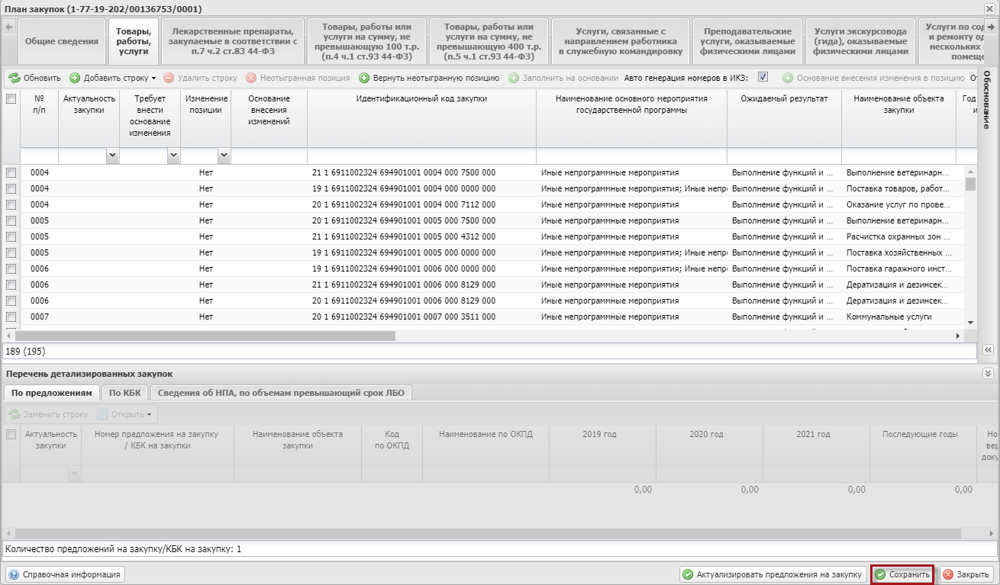 План закупок (1-77-19-202/00136753/0001)
Общие сведения
Товары, работы, услуги
Лекарственные препараты, закупаемые в соответствии с п.7 ч.2 ст.83 44-ФЗ
Товары, работы или услуги на сумму, не превышающую 100 т.р. (п.4 ч.1 ст.93 44-ФЗ)
Товары, работы или услуги на сумму, не превышающую 400 т.р. (п.5 ч.1 ст.93 44-ФЗ)
Услуги, связанные с направлением работника в служебную командировку
Преподавательские услуги, оказываемые физическими лицами
Услуги экскурсовода (гида), оказываемые физическими лицами
Услуги по сод и ремонту од нескольких помеще
Обновить Добавить строку Удалить строку Неотыгранная позиция Вернуть неотыгранную позицию Заполнить на основании Авто генерация номеров в ИКЗ: Основание внесения изменения в позицию От
Обоснование
№ п/п
Актуальность закупки
Требует внести основание изменения
Изменение позиции
Основание внесения изменений
Идентификационный код закупки
Наименование основного мероприятия государственной программы
Ожидаемый результат
Наименование объекта закупки
Год и
0004 Нет 21 1 6911002324 694901001 0004 000 7500 000 Иные непрограммные мероприятия Выполнение функций и ... Выполнение ветеринарн...
0004 Нет 19 1 6911002324 694901001 0004 000 0000 000 Иные непрограммные мероприятия; Иные непро Выполнение функций и ... Поставка товаров, работ...
0004 Нет 20 1 6911002324 694901001 0004 000 7112 000 Иные непрограммные мероприятия Выполнение функций и ... Оказание услуг по прове...
0005 Нет 20 1 6911002324 694901001 0005 000 7500 000 Иные непрограммные мероприятия Выполнение функций и ... Выполнение ветеринарн...
0005 Нет 21 1 6911002324 694901001 0005 000 4312 000 Иные непрограммные мероприятия Выполнение функций и ... Расчистка охранных зон ...
0005 Нет 19 1 6911002324 694901001 0005 000 0000 000 Иные непрограммные мероприятия; Иные непро Выполнение функций и ... Поставка хозяйственных ...
0006 Нет 19 1 6911002324 694901001 0006 000 0000 000 Иные непрограммные мероприятия; Иные непро Выполнение функций и ... Поставка гаражного инст...
0006 Нет 21 1 6911002324 694901001 0006 000 8129 000 Иные непрограммные мероприятия Выполнение функций и ... Дератизация и дезинсек...
0006 Нет 20 1 6911002324 694901001 0006 000 8129 000 Иные непрограммные мероприятия Выполнение функций и ... Дератизация и дезинсек...
0007 Нет 20 1 6911002324 694901001 0007 000 3511 000 Иные непрограммные мероприятия Выполнение функций и ... Коммунальные услуги
189 (195)
Перечень детализированных закупок
По предложениям По КБК Сведения об НПА, по объемам превышающий срок ЛБО
Заменить строку Открыть
Актуальность закупки
Номер предложения на закупку / КБК на закупки
Наименование объекта закупки
Код по ОКПД
Наименование по ОКПД
2019 год
2020 год
2021 год
Последующие годы
Но вер доку
0,00 0,00 0,00 0,00
Количество предложений на закупку/КБК на закупку: 1
Справочная информация Актуализировать предложения на закупку Сохранить Закрыть